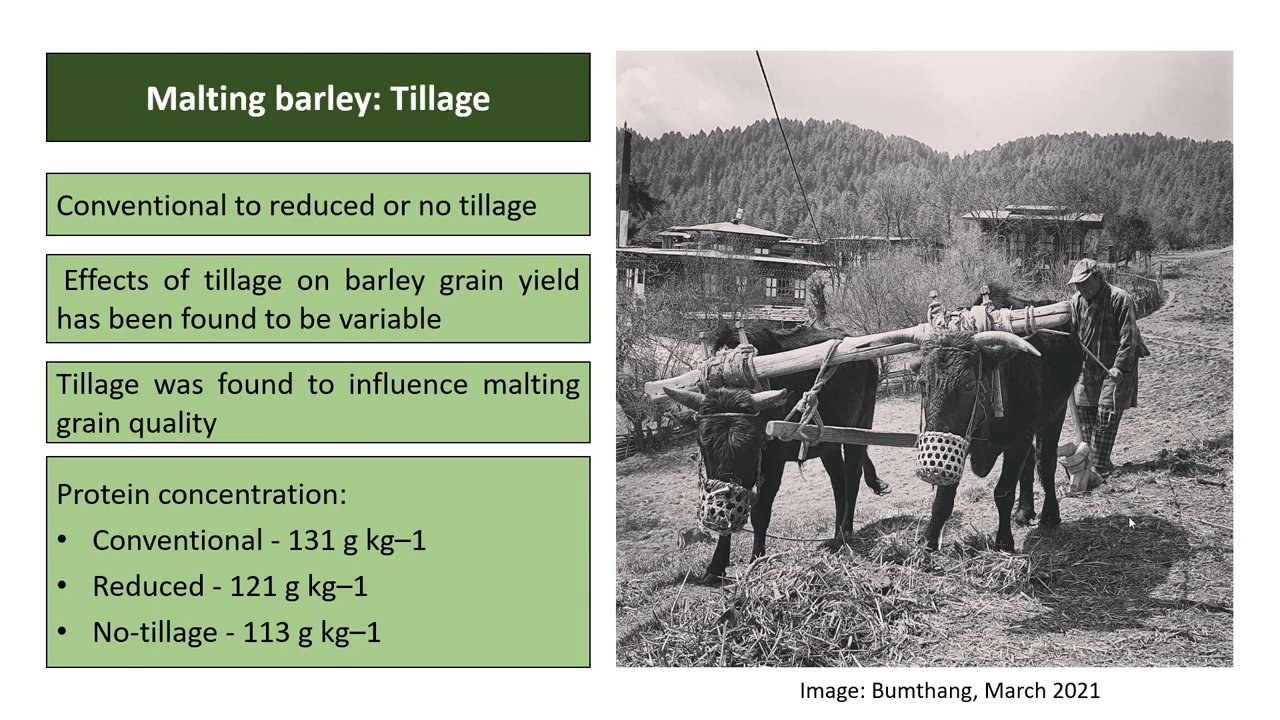 Malting barley: Tillage
Conventional to reduced or no tillage
Effects of tillage on barley grain yield
has been found to be variable
Tillage was found to influence malting
grain quality
Protein concentration:
• Conventional - 131 g kg–1
• Reduced - 121 g kg–1
• No-tillage - 113 g kg–1
Image: Bumthang, March 2021